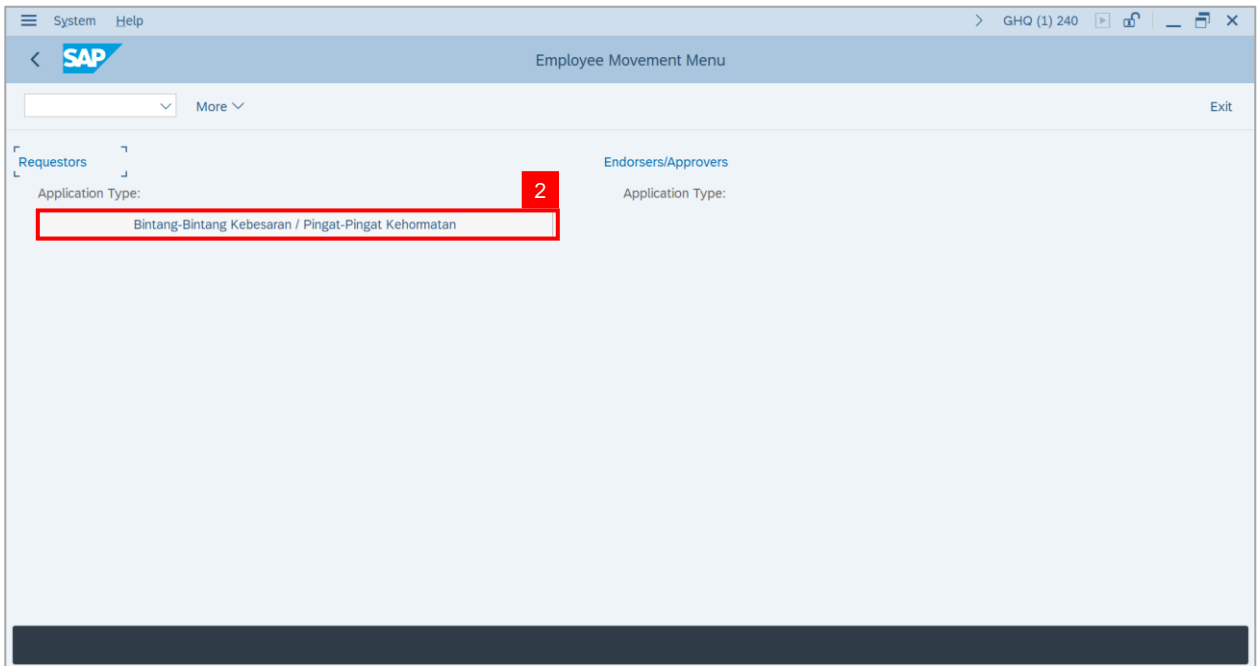 System Help
GHQ (1) 240
SAP
Employee Movement Menu
More
Exit
Requestors
Endorsers/Approvers
Application Type:
2
Application Type:
Bintang-Bintang Kebesaran / Pingat-Pingat Kehormatan